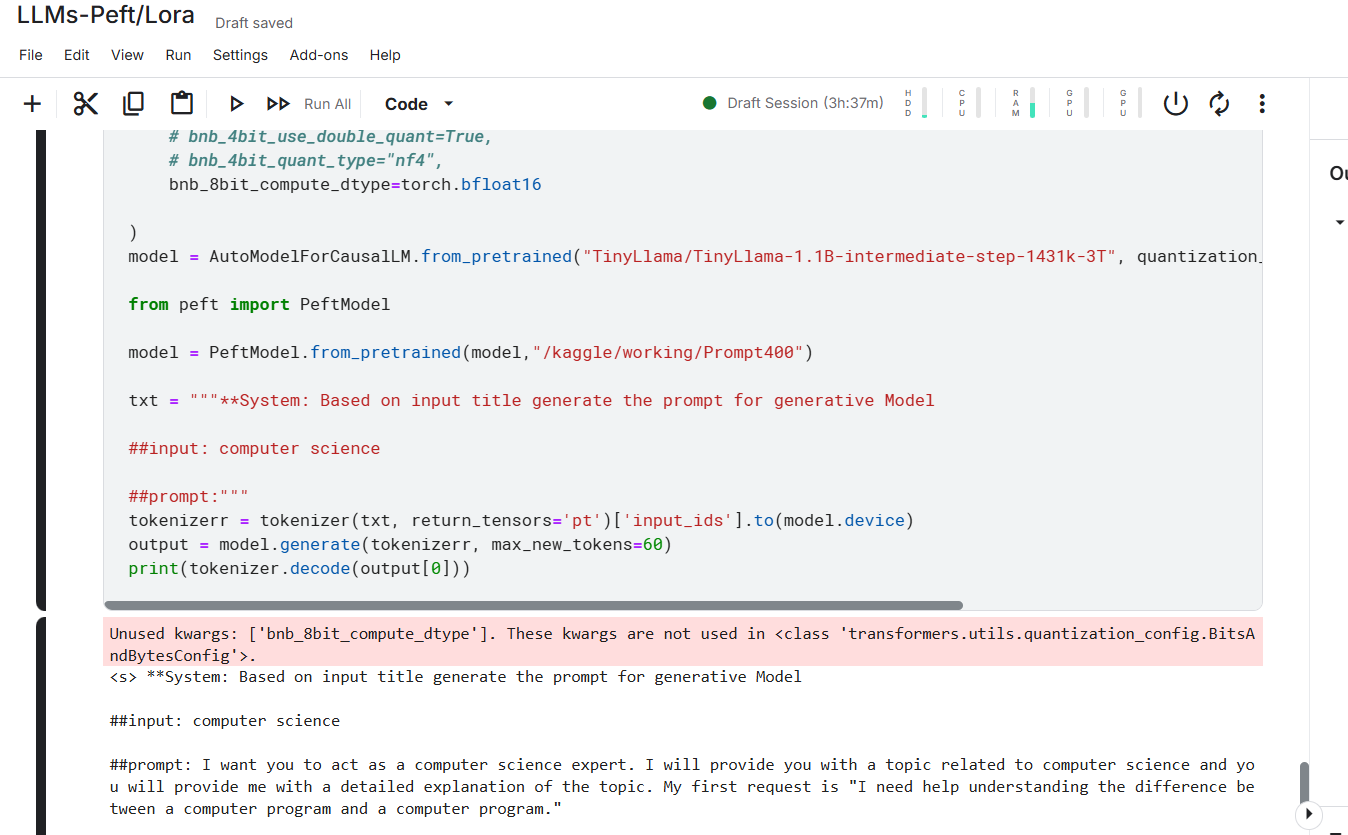 LLMs-Peft/Lora Draft saved
File Edit View Run Settings Add-ons Help
Run All Code Draft Session (3h:37m) HDD CPU RAM GPU GPU
# bnb_4bit_use_double_quant=True,
# bnb_4bit_quant_type="nf4",
bnb_8bit_compute_dtype=torch.bfloat16
)
model = AutoModelForCausalLM.from_pretrained("TinyLlama/TinyLlama-1.1B-intermediate-step-1431k-3T", quantization_
from peft import PeftModel
model = PeftModel.from_pretrained(model,"/kaggle/working/Prompt400")
txt = """**System: Based on input title generate the prompt for generative Model
##input: computer science
##prompt:"""
tokenizerr = tokenizer(txt, return_tensors='pt')['input_ids'].to(model.device)
output = model.generate(tokenizerr, max_new_tokens=60)
print(tokenizer.decode(output[0]))
Unused kwargs: ['bnb_8bit_compute_dtype']. These kwargs are not used in <class 'transformers.utils.quantization_config.BitsA
ndBytesConfig'>.
<s> **System: Based on input title generate the prompt for generative Model
##input: computer science
##prompt: I want you to act as a computer science expert. I will provide you with a topic related to computer science and yo
u will provide me with a detailed explanation of the topic. My first request is "I need help understanding the difference be
tween a computer program and a computer program."